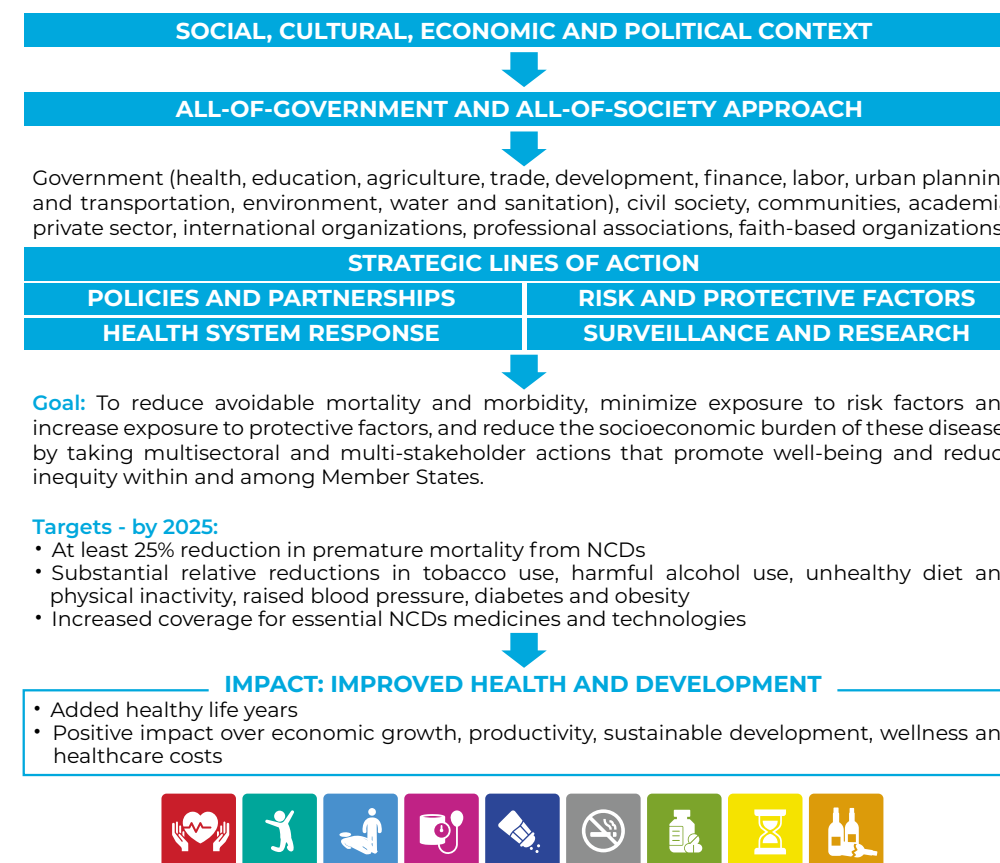 SOCIAL, CULTURAL, ECONOMIC AND POLITICAL CONTEXT
ALL-OF-GOVERNMENT AND ALL-OF-SOCIETY APPROACH
Government (health, education, agriculture, trade, development, finance, labor, urban plannin
and transportation, environment, water and sanitation), civil society, communities, academi
private sector, international organizations, professional associations, faith-based organizations
STRATEGIC LINES OF ACTION
POLICIES AND PARTNERSHIPS
RISK AND PROTECTIVE FACTORS
HEALTH SYSTEM RESPONSE
SURVEILLANCE AND RESEARCH
Goal: To reduce avoidable mortality and morbidity, minimize exposure to risk factors an
increase exposure to protective factors, and reduce the socioeconomic burden of these disease
by taking multisectoral and multi-stakeholder actions that promote well-being and reduc
inequity within and among Member States.
Targets - by 2025:
• At least 25% reduction in premature mortality from NCDs
• Substantial relative reductions in tobacco use, harmful alcohol use, unhealthy diet an
physical inactivity, raised blood pressure, diabetes and obesity
• Increased coverage for essential NCDs medicines and technologies
IMPACT: IMPROVED HEALTH AND DEVELOPMENT
• Added healthy life years
• Positive impact over economic growth, productivity, sustainable development, wellness an
healthcare costs